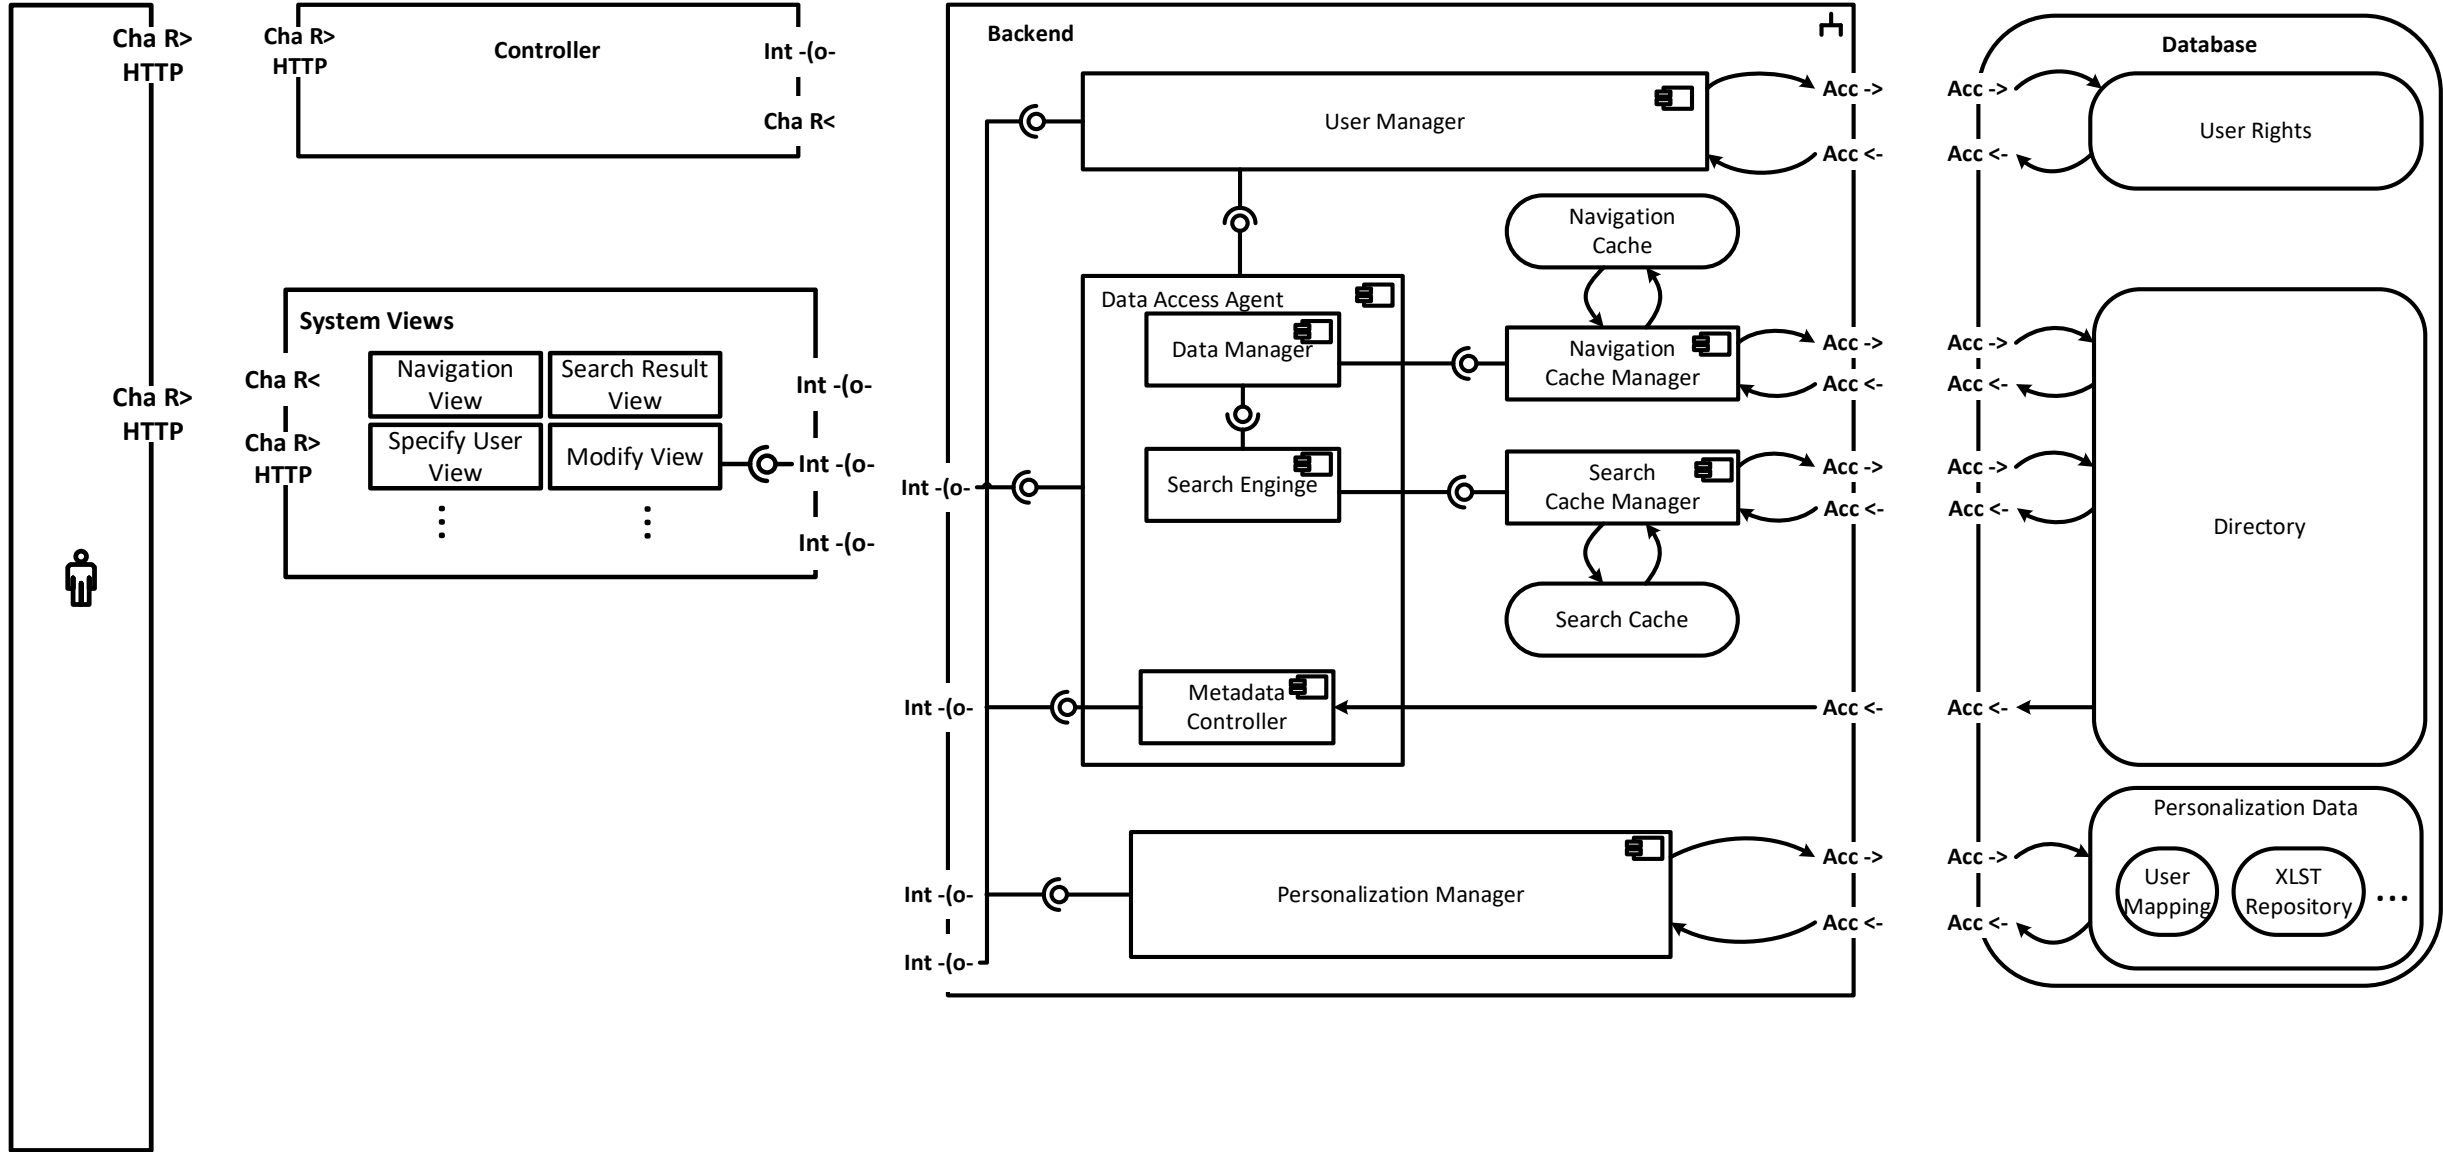 Cha R>
HTTP
Cha R>
HTTP
Cha R>
HTTP
Controller
Int -(o-
Cha R<
System Views
Cha R<
Cha R>
HTTP
Navigation
View
Search Result
View
Specify User
View
Modify View
Int -(o-
Int -(o-
Int -(o-
Backend
User Manager
Data Access Agent
Data Manager
Search Enginge
Metadata
Controller
Navigation
Cache
Navigation
Cache Manager
Search
Cache Manager
Search Cache
Personalization Manager
Int -(o-
Int -(o-
Int -(o-
Int -(o-
Acc ->
Acc <-
Acc ->
Acc <-
Acc ->
Acc <-
Acc <-
Acc ->
Acc <-
Database
Acc ->
Acc <-
Acc ->
Acc <-
Acc ->
Acc <-
Acc <-
Acc ->
Acc <-
User Rights
Directory
Personalization Data
User
Mapping
XLST
Repository
...